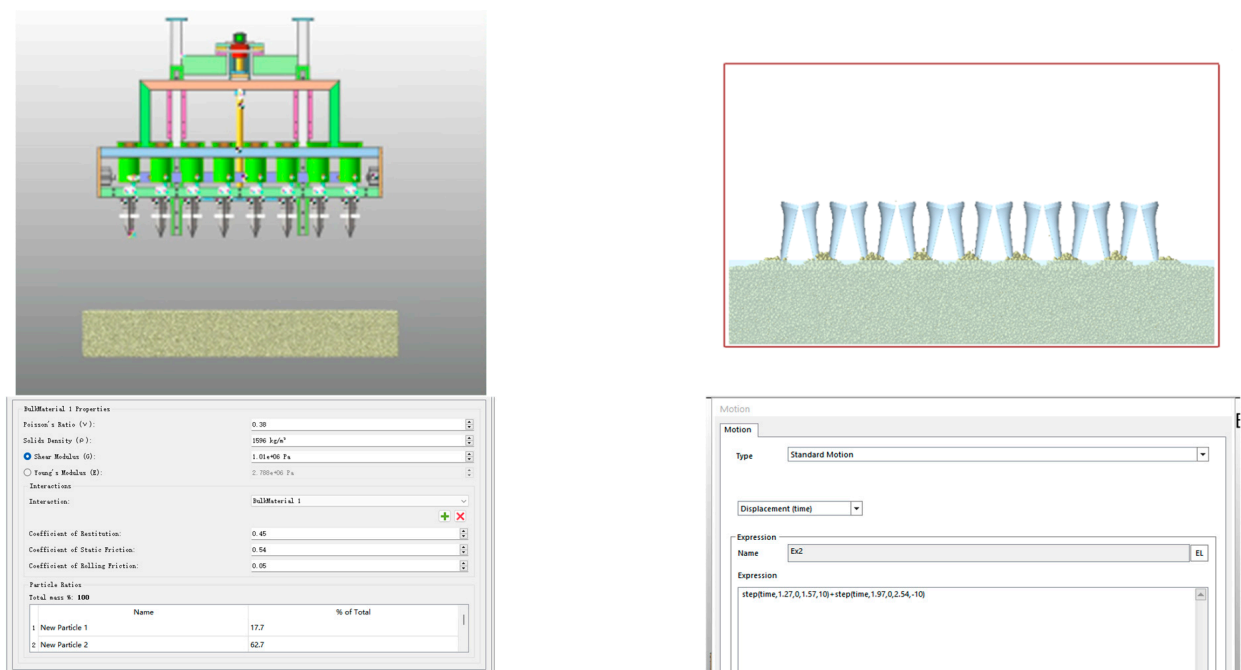 BulkMaterial 1 Properties
Poisson's Ratio (ν): 0.38
Solids Density (ρ): 1596 kg/m³
Shear Modulus (G): 1.01e+06 Pa
Young's Modulus (E): 2.788e+06 Pa
Interactions
Interaction: BulkMaterial 1
Coefficient of Restitution: 0.45
Coefficient of Static Friction: 0.54
Coefficient of Rolling Friction: 0.05
Particle Ratios
Total mass %: 100
Name % of Total
1 New Particle 1 17.7
2 New Particle 2 62.7
Motion
Motion
Type Standard Motion
Displacement (time)
Expression
Name Ex2 EL
Expression
step(time,1.27,0,1.57,10)+step(time,1.97,0,2.54,-10)